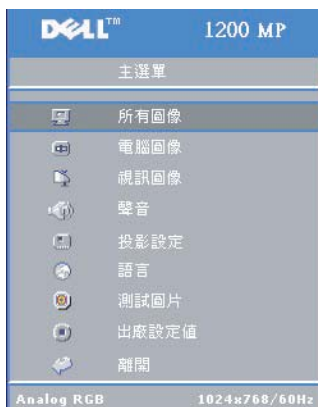 DELL™ 1200 MP
主選單
所有圖像
電腦圖像
視訊圖像
聲音
投影設定
語言
測試圖片
出廠設定值
離開
Analog RGB 1024x768/60Hz